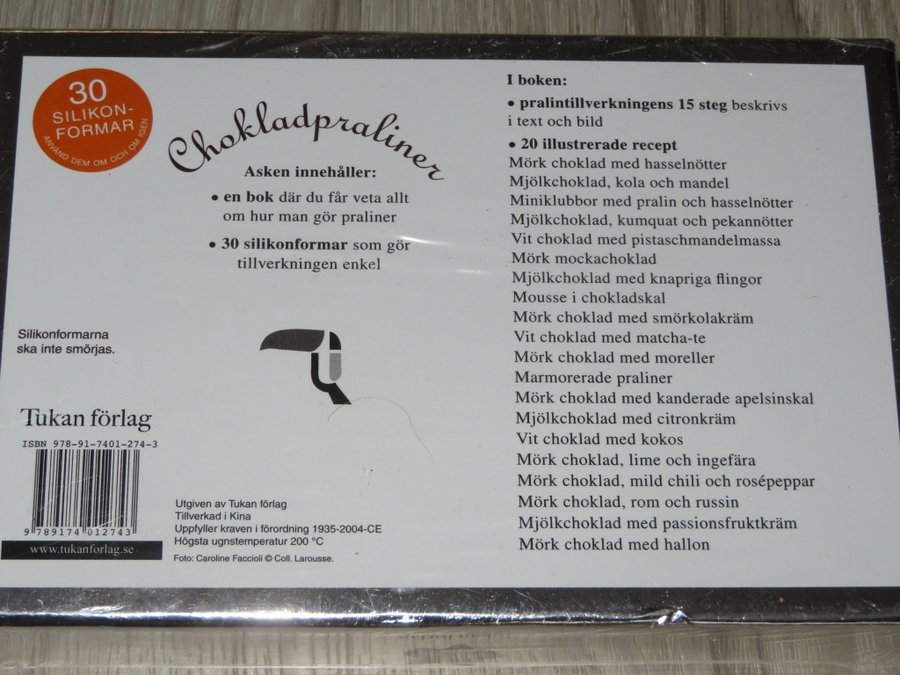 30
SILIKON-
FORMAR
ANVÄND DEM OM OCH OM IGEN
Chokladpraliner
Asken innehåller:
• en bok där du får veta allt
om hur man gör praliner
• 30 silikonformar som gör
tillverkningen enkel
Silikonformarna
ska inte smörjas.
Tukan förlag
ISBN 978-91-7401-274-3
9 789174 012743
www.tukanforlag.se
Utgiven av Tukan förlag
Tillverkad i Kina
Uppfyller kraven i förordning 1935-2004-CE
Högsta ugnstemperatur 200 °C
Foto: Caroline Faccioli © Coll. Larousse.
I boken:
• pralintillverkningens 15 steg beskrivs
i text och bild
• 20 illustrerade recept
Mörk choklad med hasselnötter
Mjölkchoklad, kola och mandel
Miniklubbor med pralin och hasselnötter
Mjölkchoklad, kumquat och pekannötter
Vit choklad med pistaschmandelmassa
Mörk mockachoklad
Mjölkchoklad med knapriga flingor
Mousse i chokladskal
Mörk choklad med smörkolakräm
Vit choklad med matcha-te
Mörk choklad med moreller
Marmorerade praliner
Mörk choklad med kanderade apelsinskal
Mjölkchoklad med citronkräm
Vit choklad med kokos
Mörk choklad, lime och ingefära
Mörk choklad, mild chili och rosépeppar
Mörk choklad, rom och russin
Mjölkchoklad med passionsfruktkräm
Mörk choklad med hallon